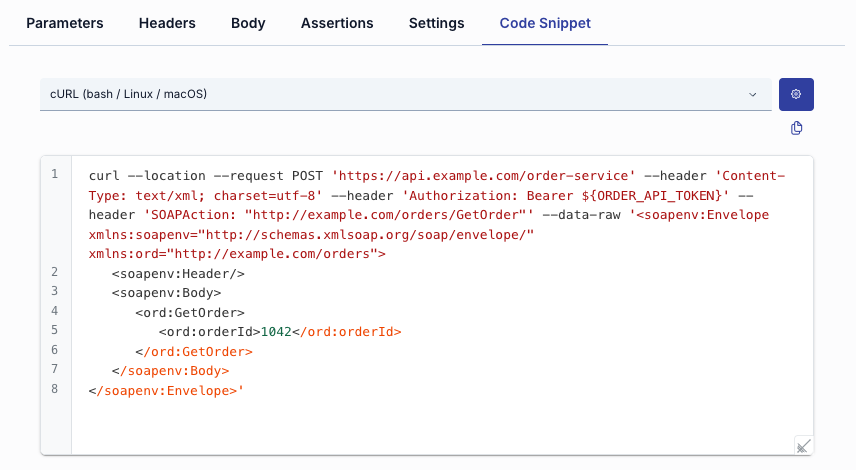 Parameters Headers Body Assertions Settings Code Snippet
cURL (bash / Linux / macOS)
1 curl --location --request POST 'https://api.example.com/order-service' --header 'Content-
Type: text/xml; charset=utf-8' --header 'Authorization: Bearer ${ORDER_API_TOKEN}' --
header 'SOAPAction: "http://example.com/orders/GetOrder"' --data-raw '<soapenv:Envelope
xmlns:soapenv="http://schemas.xmlsoap.org/soap/envelope/"
xmlns:ord="http://example.com/orders">
2    <soapenv:Header/>
3    <soapenv:Body>
4       <ord:GetOrder>
5          <ord:orderId>1042</ord:orderId>
6       </ord:GetOrder>
7    </soapenv:Body>
8 </soapenv:Envelope>'